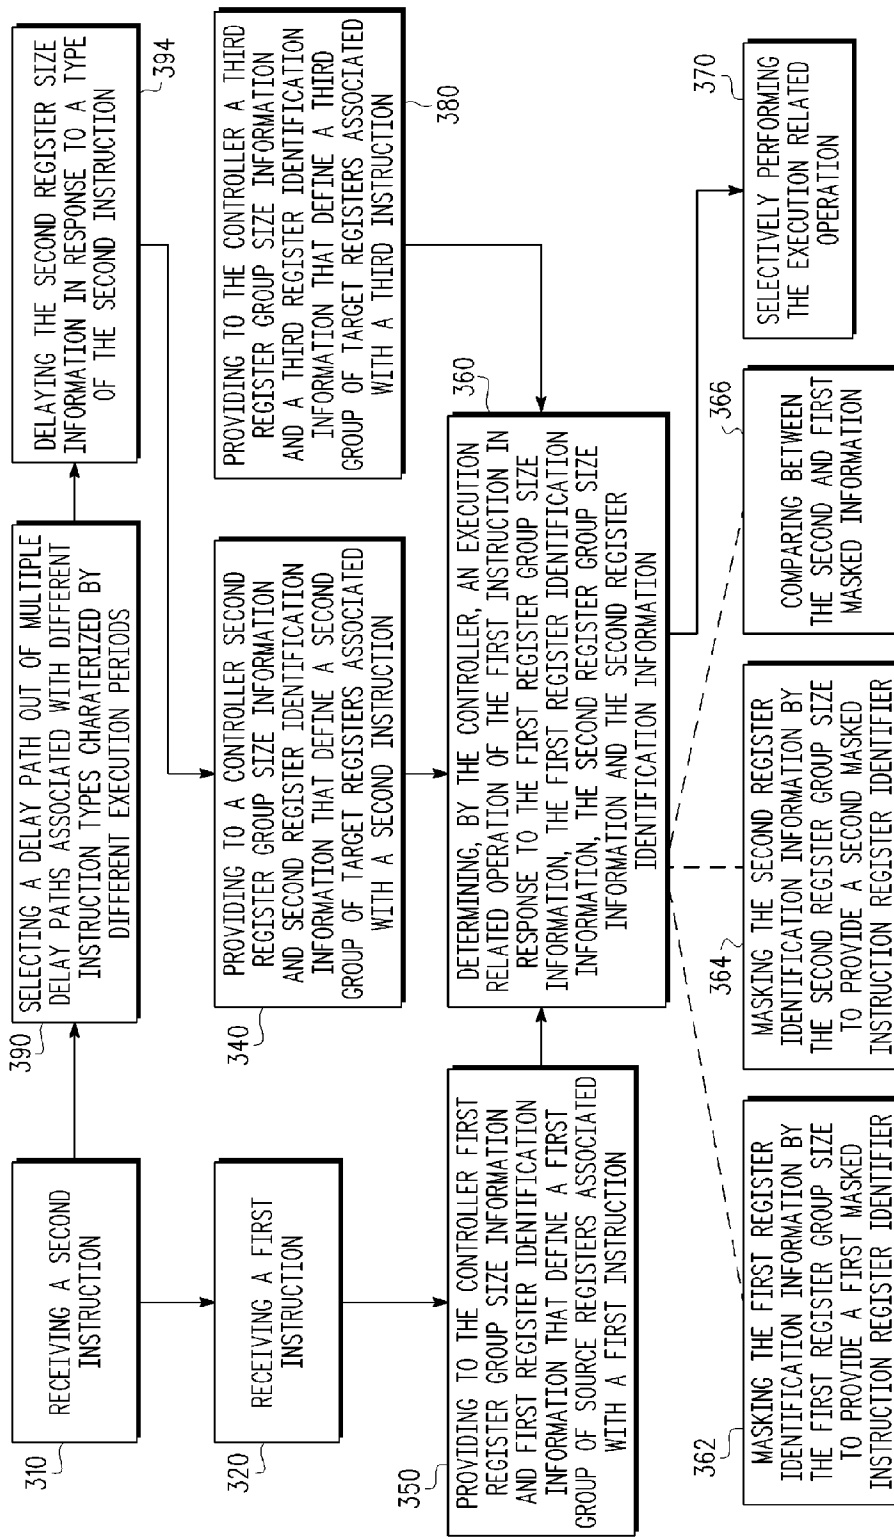 310
RECEIVING A SECOND
INSTRUCTION
390
SELECTING A DELAY PATH OUT OF MULTIPLE
DELAY PATHS ASSOCIATED WITH DIFFERENT
INSTRUCTION TYPES CHARATERIZED BY
DIFFERENT EXECUTION PERIODS
394
DELAYING THE SECOND REGISTER SIZE
INFORMATION IN RESPONSE TO A TYPE
OF THE SECOND INSTRUCTION
320
RECEIVING A FIRST
INSTRUCTION
340
PROVIDING TO A CONTROLLER SECOND
REGISTER GROUP SIZE INFORMATION
AND SECOND REGISTER IDENTIFICATION
INFORMATION THAT DEFINE A SECOND
GROUP OF TARGET REGISTERS ASSOCIATED
WITH A SECOND INSTRUCTION
380
PROVIDING TO THE CONTROLLER A THIRD
REGISTER GROUP SIZE INFORMATION
AND A THIRD REGISTER IDENTIFICATION
INFORMATION THAT DEFINE A THIRD
GROUP OF TARGET REGISTERS ASSOCIATED
WITH A THIRD INSTRUCTION
350
PROVIDING TO THE CONTROLLER FIRST
REGISTER GROUP SIZE INFORMATION
AND FIRST REGISTER IDENTIFICATION
INFORMATION THAT DEFINE A FIRST
GROUP OF SOURCE REGISTERS ASSOCIATED
WITH A FIRST INSTRUCTION
360
DETERMINING, BY THE CONTROLLER, AN EXECUTION
RELATED OPERATION OF THE FIRST INSTRUCTION IN
RESPONSE TO THE FIRST REGISTER GROUP SIZE
INFORMATION, THE FIRST REGISTER IDENTIFICATION
INFORMATION, THE SECOND REGISTER GROUP SIZE
INFORMATION AND THE SECOND REGISTER
IDENTIFICATION INFORMATION
362
MASKING THE FIRST REGISTER
IDENTIFICATION INFORMATION BY
THE FIRST REGISTER GROUP SIZE
TO PROVIDE A FIRST MASKED
INSTRUCTION REGISTER IDENTIFIER
364
MASKING THE SECOND REGISTER
IDENTIFICATION INFORMATION BY
THE SECOND REGISTER GROUP SIZE
TO PROVIDE A SECOND MASKED
INSTRUCTION REGISTER IDENTIFIER
366
COMPARING BETWEEN
THE SECOND AND FIRST
MASKED INFORMATION
370
SELECTIVELY PERFORMING
THE EXECUTION RELATED
OPERATION